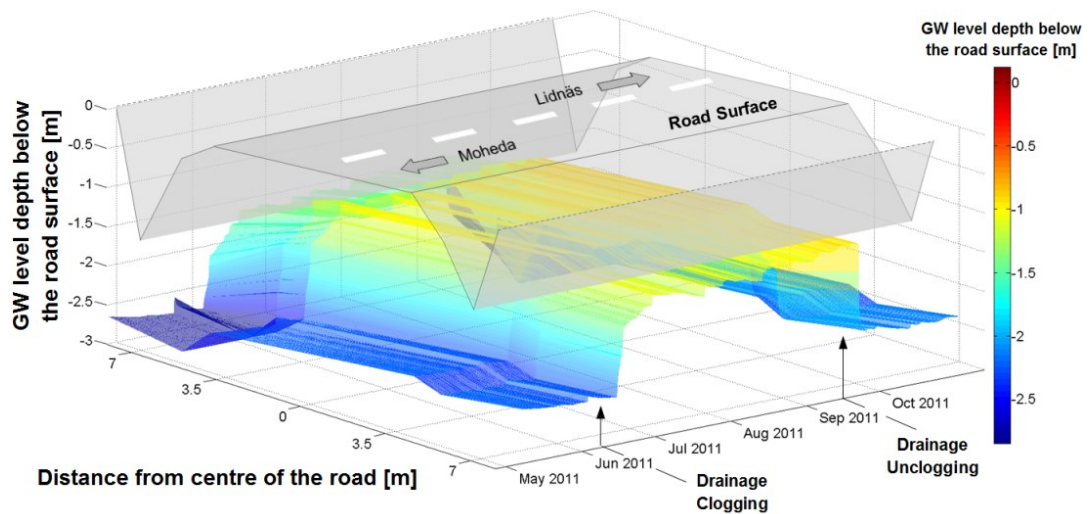 GW level depth below
the road surface [m]
0
-0.5
-1
-1.5
-2
-2.5
-3
GW level depth below
the road surface [m]
0
-0.5
-1
-1.5
-2
-2.5
Lidnäs
Road Surface
Moheda
7
3.5
0
3.5
7
Distance from centre of the road [m]
May 2011
Jun 2011
Jul 2011
Aug 2011
Sep 2011
Oct 2011
Drainage
Clogging
Drainage
Unclogging